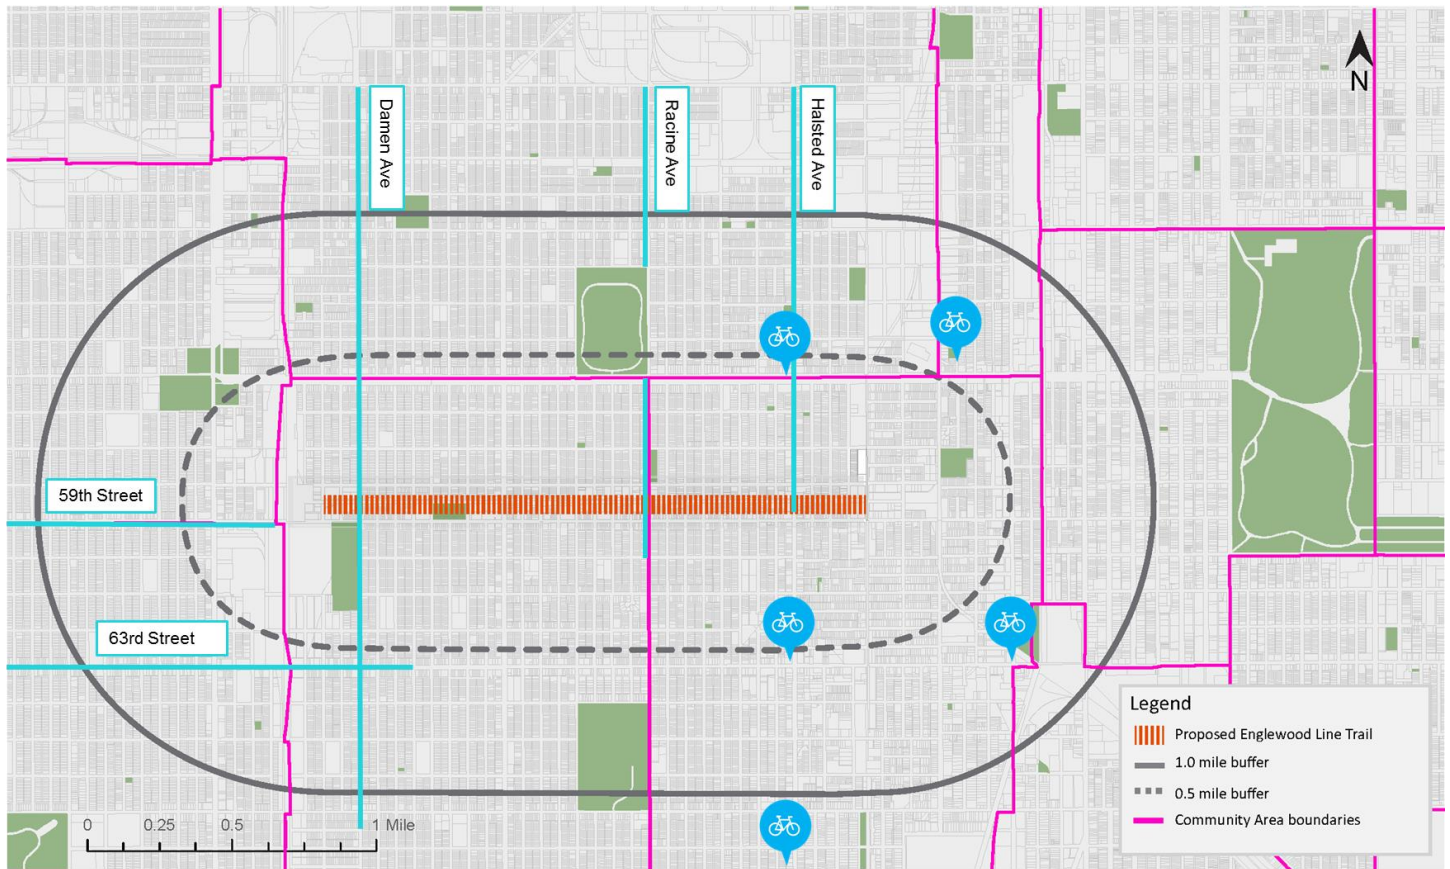 N
Damen Ave
Racine Ave
Halsted Ave
59th Street
63rd Street
Legend
Proposed Englewood Line Trail
1.0 mile buffer
0.5 mile buffer
Community Area boundaries
0 0.25 0.5 1 Mile